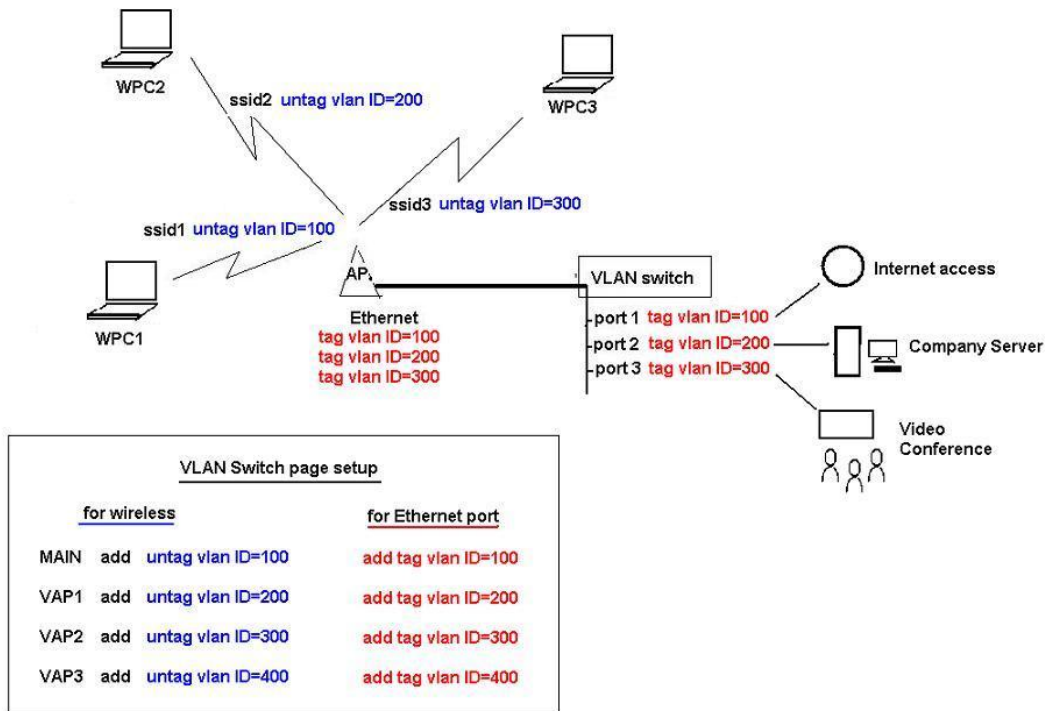 WPC2
WPC3
ssid2 untag vlan ID=200
ssid3 untag vlan ID=300
ssid1 untag vlan ID=100
WPC1
AP
Ethernet
tag vlan ID=100
tag vlan ID=200
tag vlan ID=300
VLAN switch
port 1 tag vlan ID=100
port 2 tag vlan ID=200
port 3 tag vlan ID=300
Internet access
Company Server
Video
Conference
VLAN Switch page setup
for wireless for Ethernet port
MAIN add untag vlan ID=100 add tag vlan ID=100
VAP1 add untag vlan ID=200 add tag vlan ID=200
VAP2 add untag vlan ID=300 add tag vlan ID=300
VAP3 add untag vlan ID=400 add tag vlan ID=400